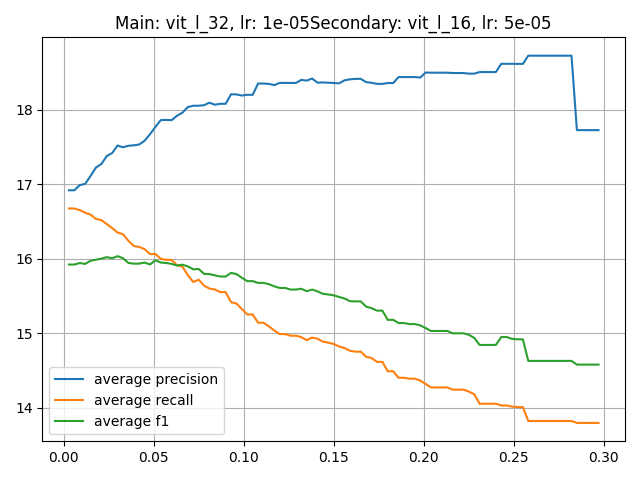 Main: vit_l_32, lr: 1e-05Secondary: vit_l_16, lr: 5e-05
18
17
16
15
14
average precision
average recall
average f1
0.00 0.05 0.10 0.15 0.20 0.25 0.30